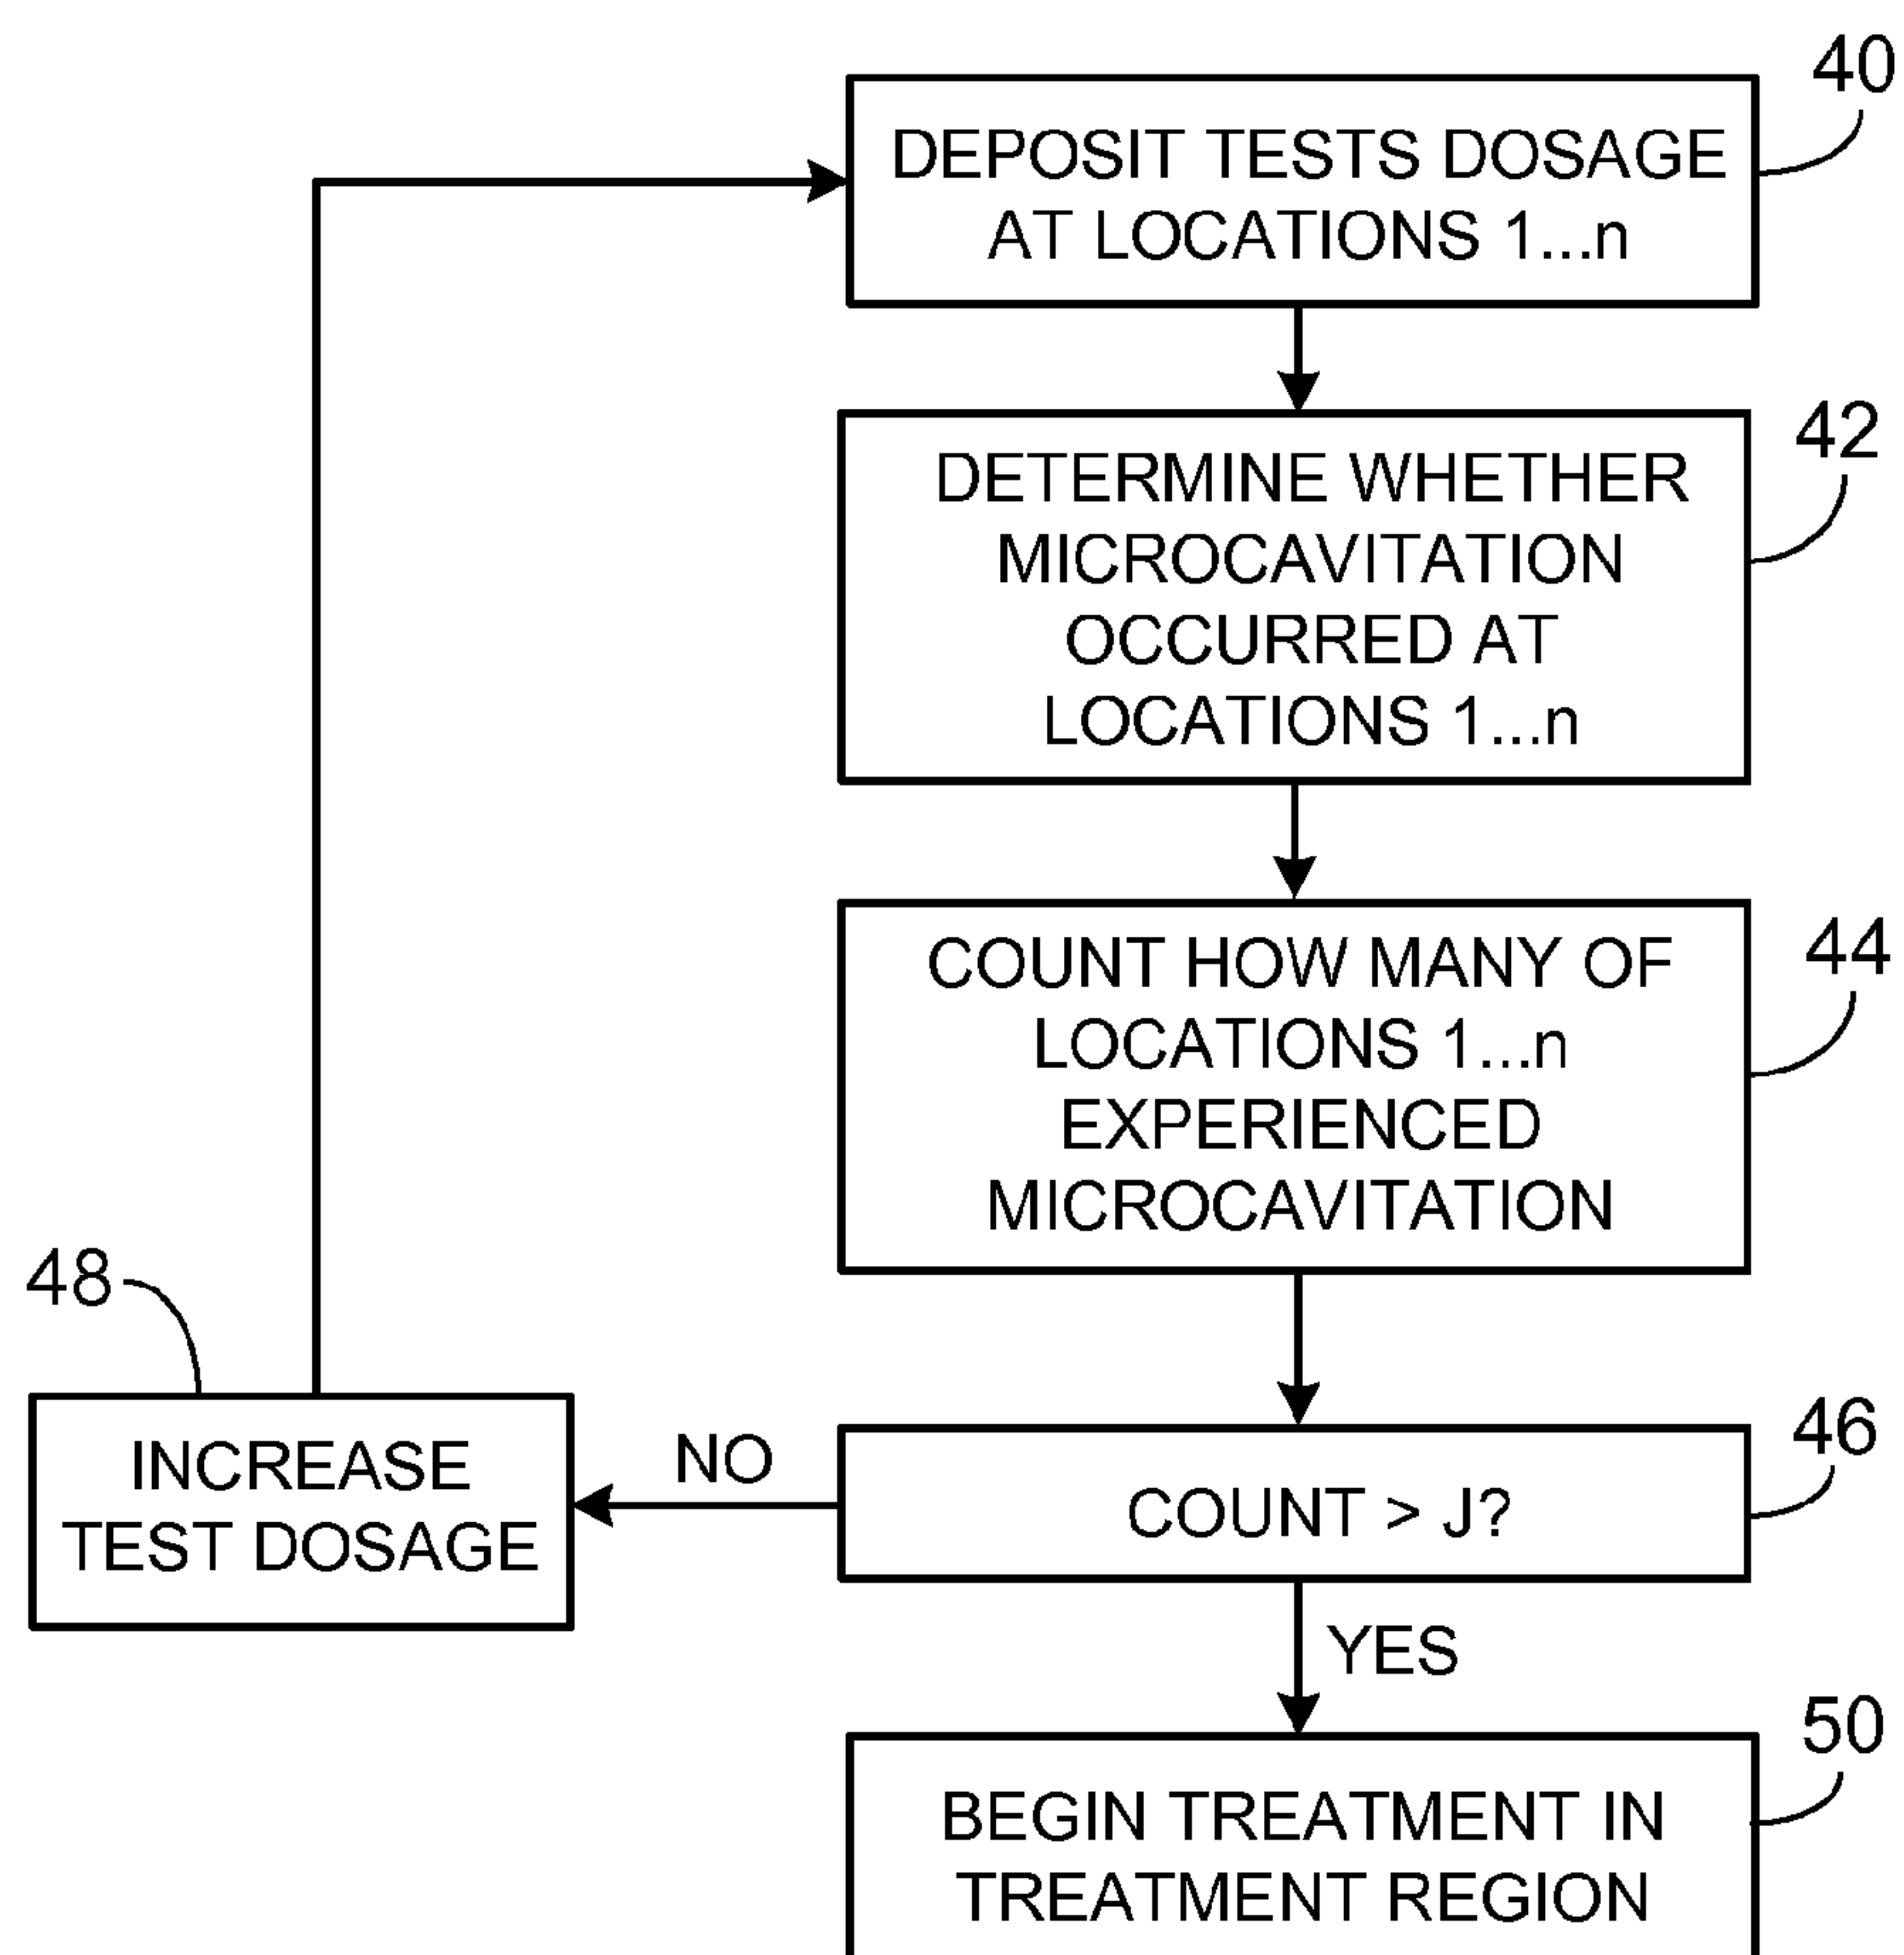 40
DEPOSIT TESTS DOSAGE
AT LOCATIONS 1...n
42
DETERMINE WHETHER
MICROCAVITATION
OCCURRED AT
LOCATIONS 1...n
44
COUNT HOW MANY OF
LOCATIONS 1...n
EXPERIENCED
MICROCAVITATION
48
INCREASE
TEST DOSAGE
NO
46
COUNT > J?
YES
50
BEGIN TREATMENT IN
TREATMENT REGION